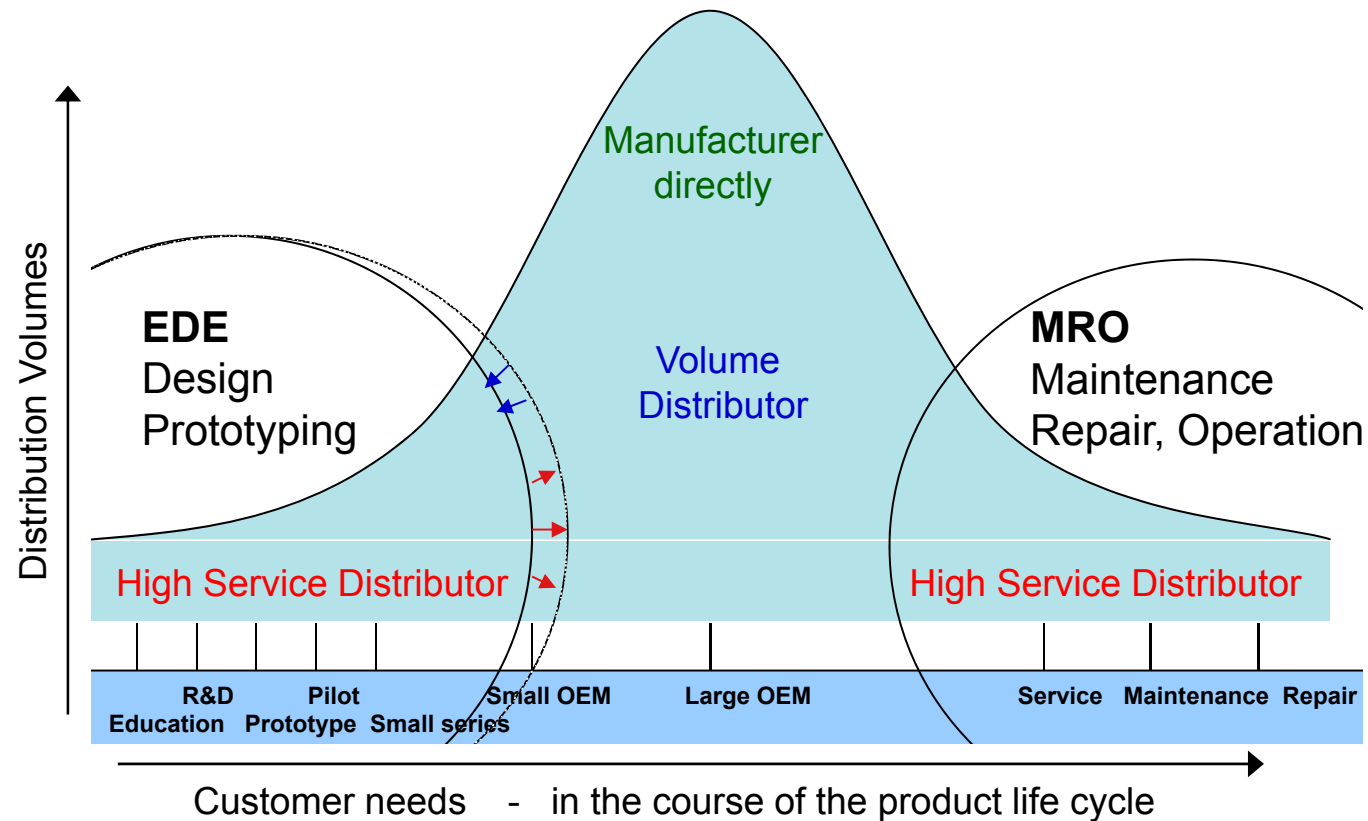 Manufacturer
directly
Distribution Volumes
EDE
Design
Prototyping
Volume
Distributor
MRO
Maintenance
Repair, Operation
High Service Distributor
High Service Distributor
R&D
Pilot
Small OEM
Large OEM
Service
Maintenance
Repair
Education
Prototype
Small series
Customer needs - in the course of the product life cycle